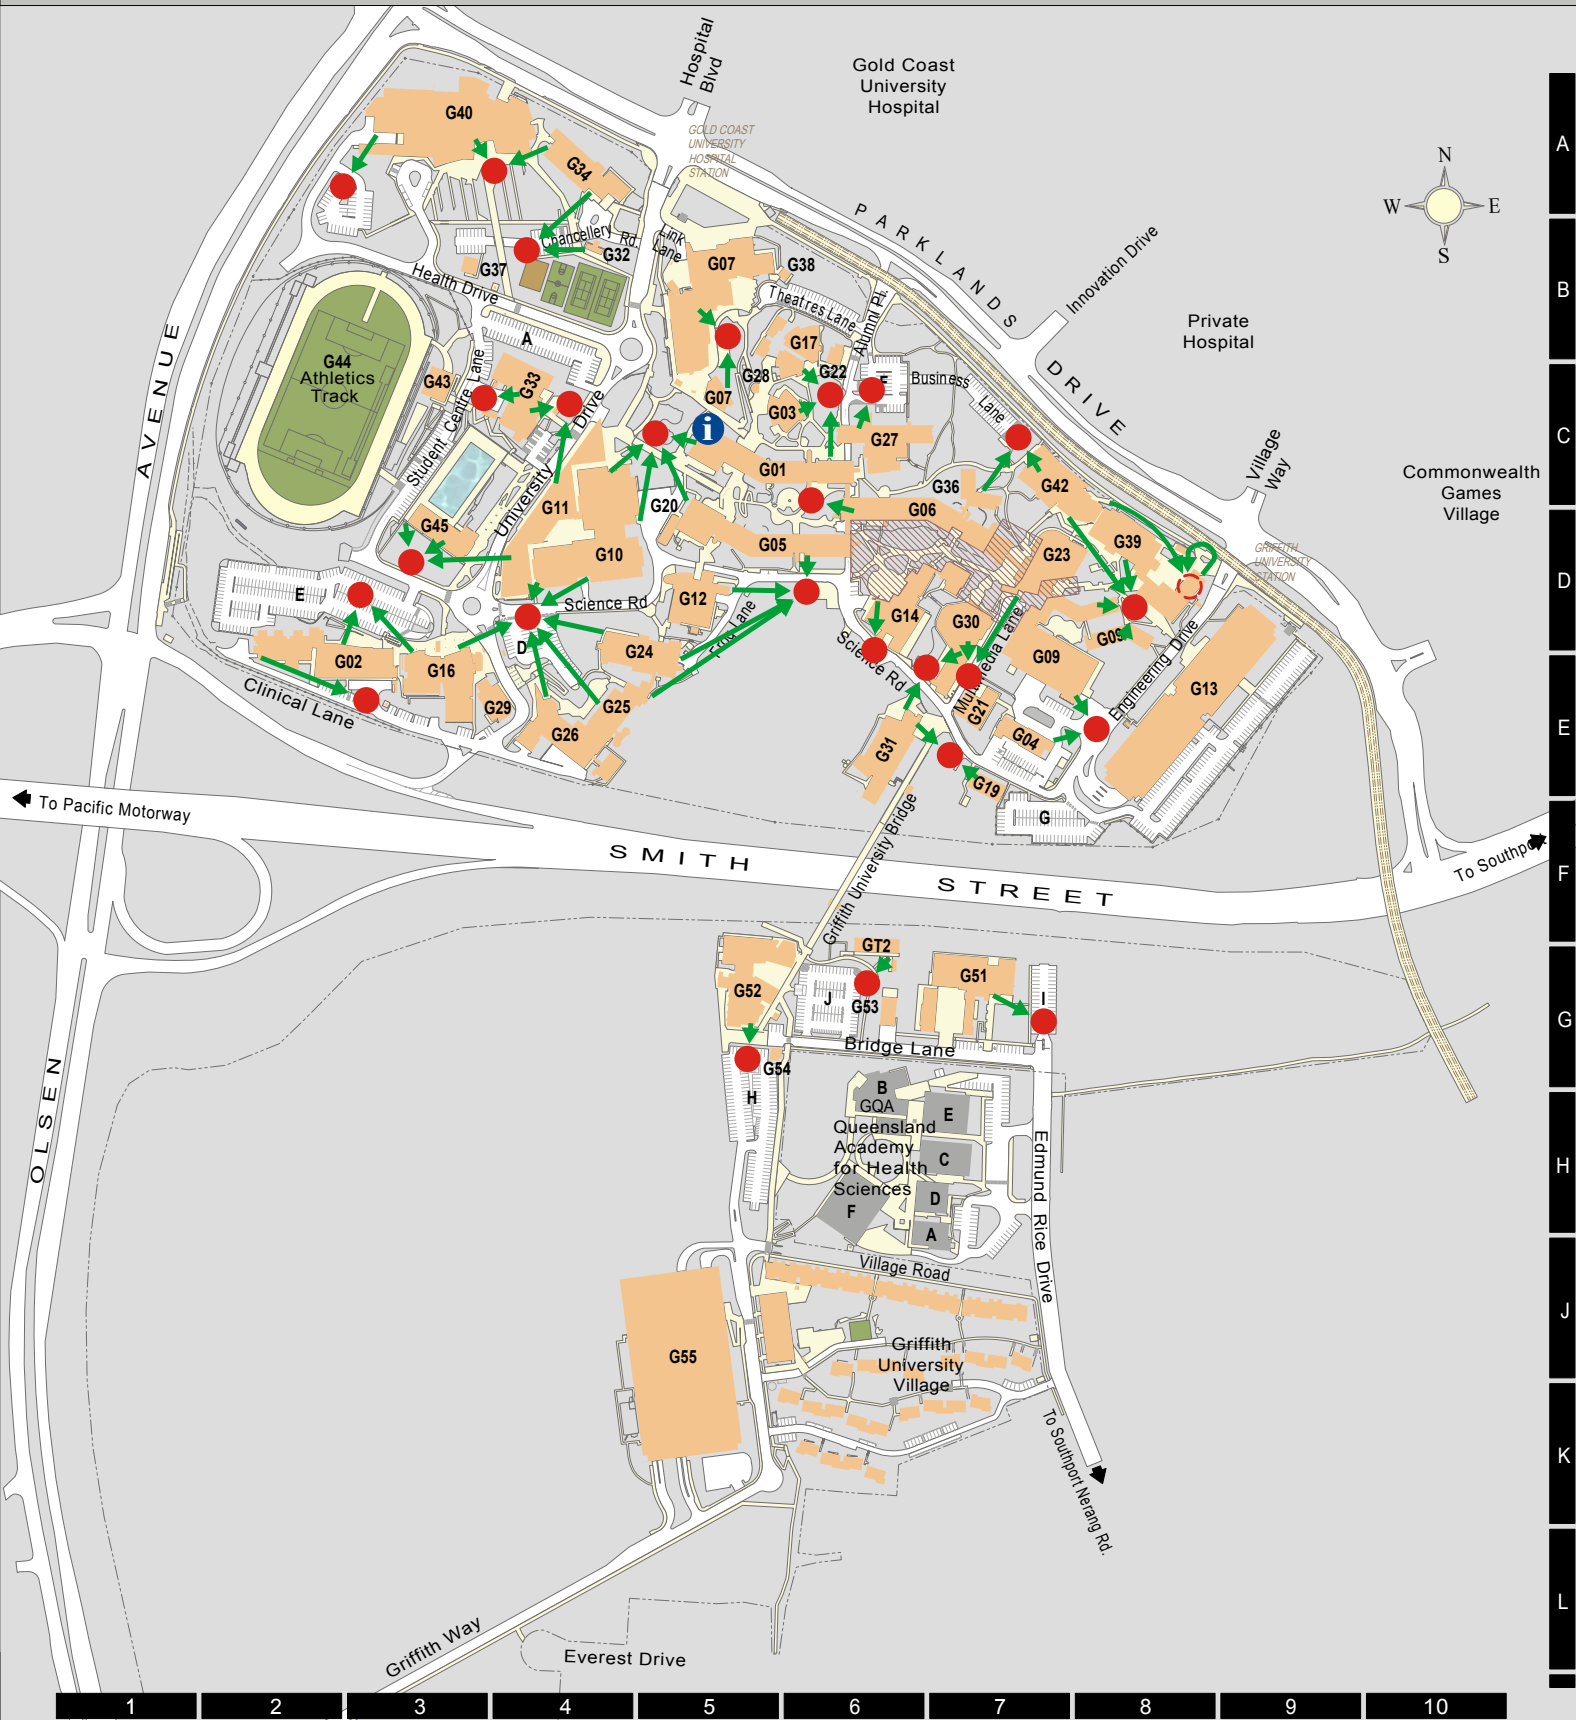 Hospital
Blvd
Gold Coast
University
Hospital
GOLD COAST
UNIVERSITY
HOSPITAL
STATION
A
N
W
E
S
G40
G34
PARKLANDS
DRIVE
Innovation Drive
Chancellery Rd
Link
Lane
G32
G37
G07
G38
Health Drive
Theatres Lane
Alumni Pl.
B
Private
Hospital
AVENUE
A
G17
G44
Athletics
Track
G43
G33
Student Centre Lane
G28
G22
G07
G03
F
Business
Lane
Drive
i
G27
C
Village
Way
Commonwealth
Games
Village
G01
G36
G42
University
G11
G20
G06
G45
G10
G05
G39
G23
GRIFFITH
UNIVERSITY
STATION
D
E
Science Rd
G12
Frog Lane
G14
G30
G09
G02
G16
D
G24
Science Rd
Multimedia Lane
G09
Engineering Drive
G13
Clinical Lane
G29
G25
G26
G31
G21
G04
E
G19
G
To Pacific Motorway
SMITH
STREET
To Southport
F
Griffith University Bridge
GT2
G52
J
G53
G51
I
G
Bridge Lane
G54
H
B
GQA
Queensland
Academy
for Health
Sciences
E
C
D
F
A
H
OLSEN
Edmund Rice Drive
Village Road
J
G55
Griffith
University
Village
K
To Southport Nerang Rd.
L
Griffith Way
Everest Drive
1 2 3 4 5 6 7 8 9 10